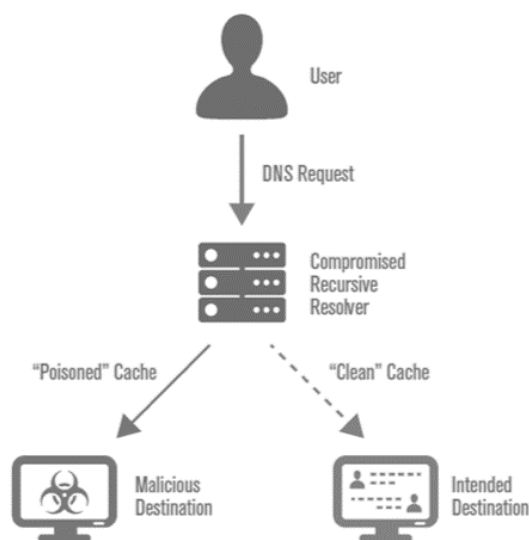 User
DNS Request
Compromised
Recursive
Resolver
“Poisoned” Cache
“Clean” Cache
Malicious
Destination
Intended
Destination